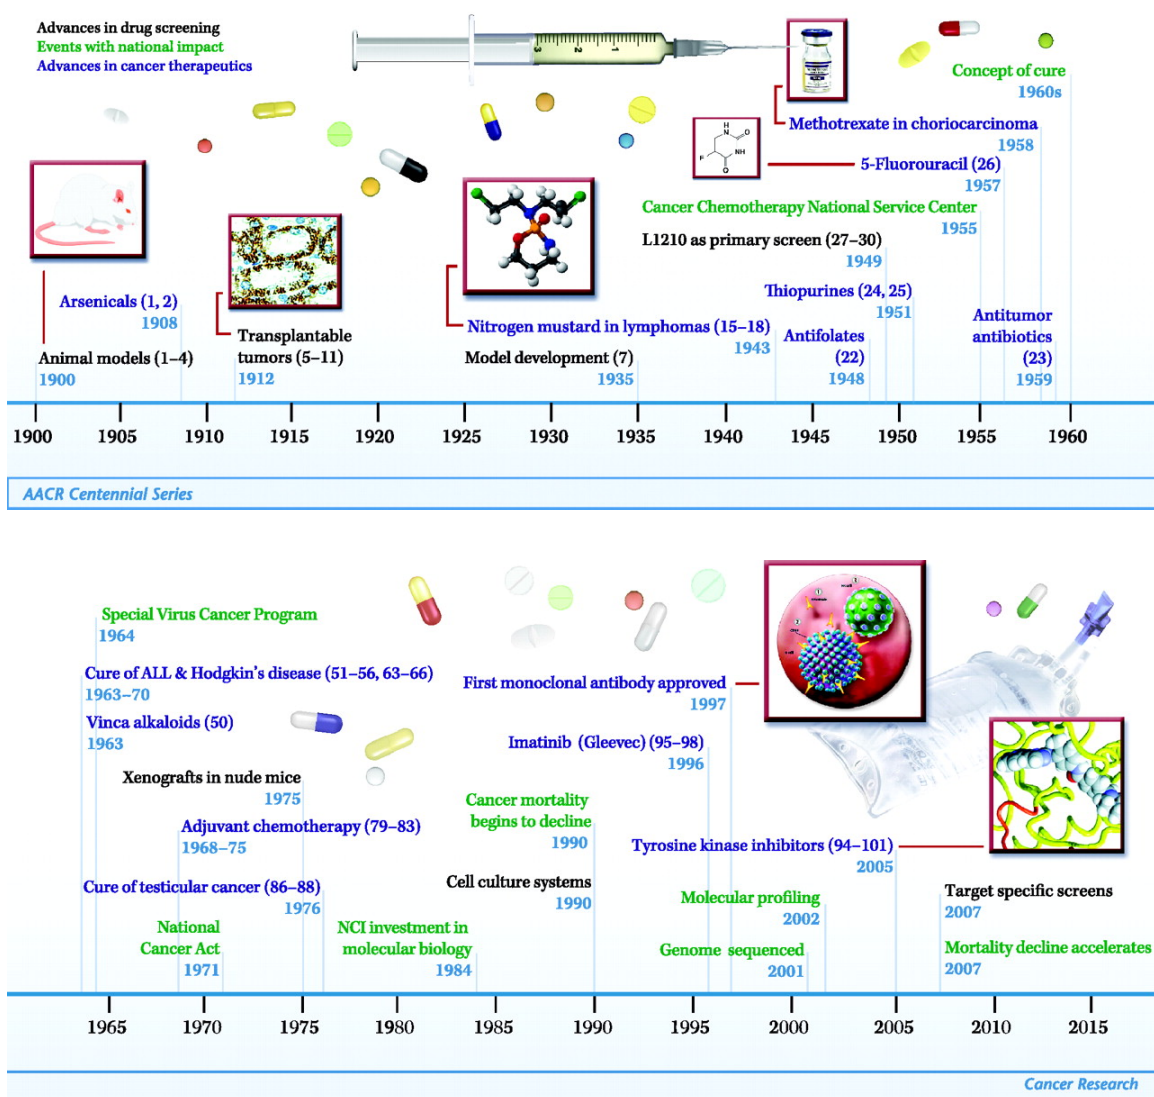 Advances in drug screening
Events with national impact
Advances in cancer therapeutics
3 2 1
Concept of cure
1960s
Methotrexate in choriocarcinoma
1958
H
N
O
F
NH
O
5-Fluorouracil (26)
1957
Cancer Chemotherapy National Service Center
1955
L1210 as primary screen (27–30)
1949
Arsenicals (1, 2)
1908
Thiopurines (24, 25)
1951
Nitrogen mustard in lymphomas (15–18)
1943
Antitumor
antibiotics
(23)
1959
Transplantable
tumors (5–11)
1912
Antifolates
(22)
1948
Animal models (1–4)
1900
Model development (7)
1935
1900 1905 1910 1915 1920 1925 1930 1935 1940 1945 1950 1955 1960
AACR Centennial Series
Special Virus Cancer Program
1964
Cure of ALL & Hodgkin's disease (51–56, 63–66)
1963–70
First monoclonal antibody approved
1997
Vinca alkaloids (50)
1963
Imatinib (Gleevec) (95–98)
1996
Xenografts in nude mice
1975
Cancer mortality
begins to decline
1990
Adjuvant chemotherapy (79–83)
1968–75
Tyrosine kinase inhibitors (94–101)
2005
Cure of testicular cancer (86–88)
1976
Cell culture systems
1990
Molecular profiling
2002
Target specific screens
2007
National
Cancer Act
1971
NCI investment in
molecular biology
1984
Genome sequenced
2001
Mortality decline accelerates
2007
1965 1970 1975 1980 1985 1990 1995 2000 2005 2010 2015
Cancer Research